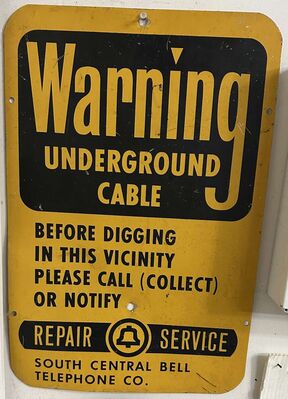 Warning
UNDERGROUND
CABLE
BEFORE DIGGING
IN THIS VICINITY
PLEASE CALL (COLLECT)
OR NOTIFY
REPAIR SERVICE
SOUTH CENTRAL BELL
TELEPHONE CO.